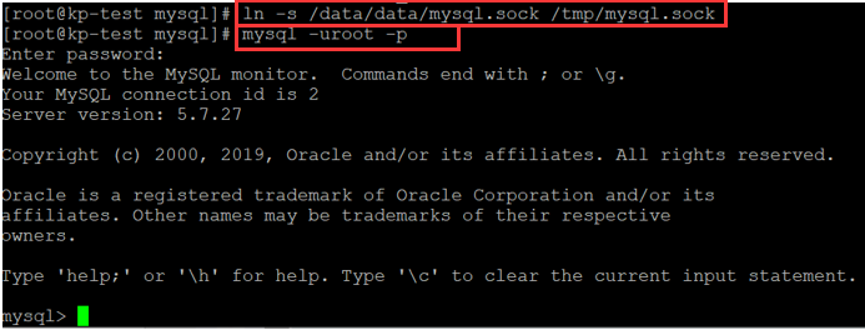 [root@kp-test mysql]# ln -s /data/data/mysql.sock /tmp/mysql.sock
[root@kp-test mysql]# mysql -uroot -p
Enter password:
Welcome to the MySQL monitor.  Commands end with ; or \g.
Your MySQL connection id is 2
Server version: 5.7.27
Copyright (c) 2000, 2019, Oracle and/or its affiliates. All rights reserved.
Oracle is a registered trademark of Oracle Corporation and/or its
affiliates. Other names may be trademarks of their respective
owners.
Type 'help;' or '\h' for help. Type '\c' to clear the current input statement.
mysql>